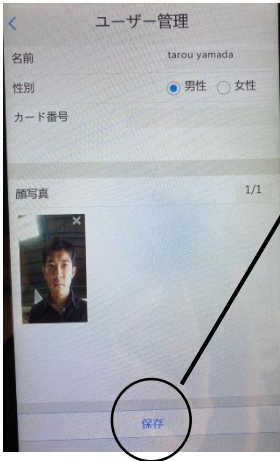 ユーザー管理
名前 tarou yamada
性別 男性 女性
カード番号
顔写真 1/1
保存